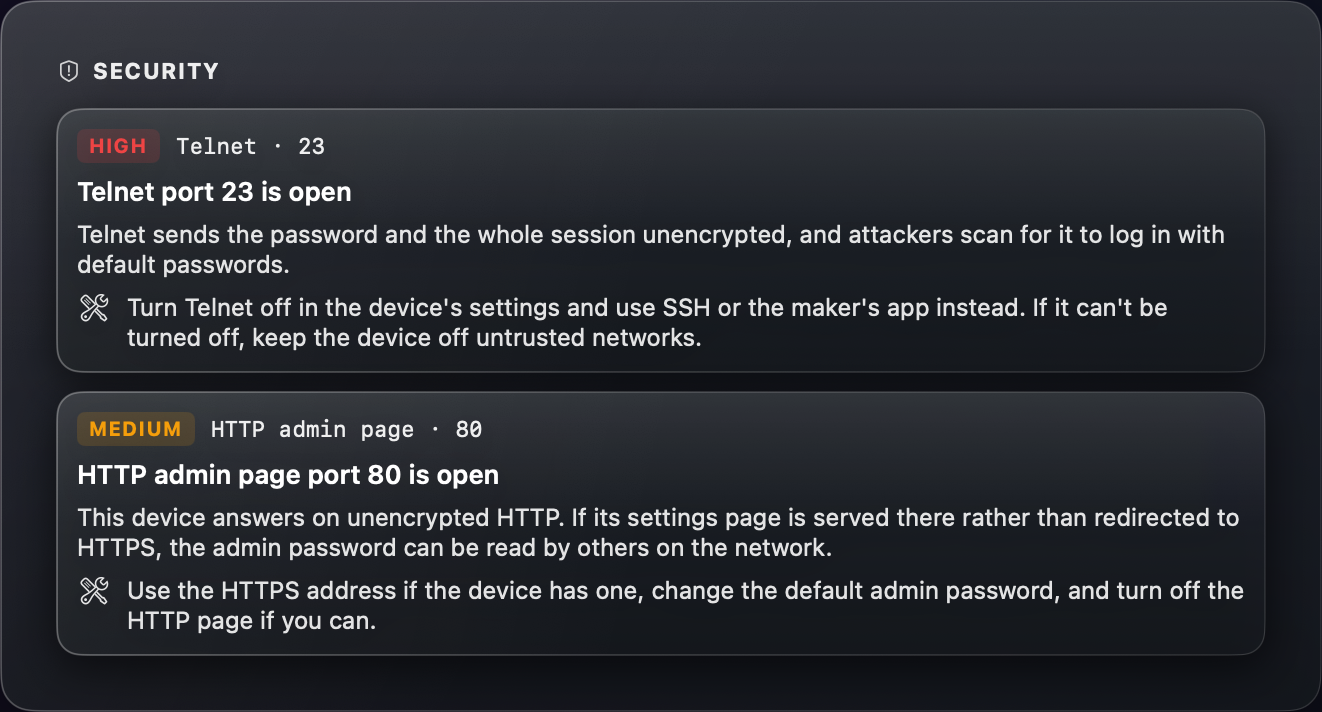 SECURITY
HIGH Telnet · 23
Telnet port 23 is open
Telnet sends the password and the whole session unencrypted, and attackers scan for it to log in with
default passwords.
Turn Telnet off in the device's settings and use SSH or the maker's app instead. If it can't be
turned off, keep the device off untrusted networks.
MEDIUM HTTP admin page · 80
HTTP admin page port 80 is open
This device answers on unencrypted HTTP. If its settings page is served there rather than redirected to
HTTPS, the admin password can be read by others on the network.
Use the HTTPS address if the device has one, change the default admin password, and turn off the
HTTP page if you can.